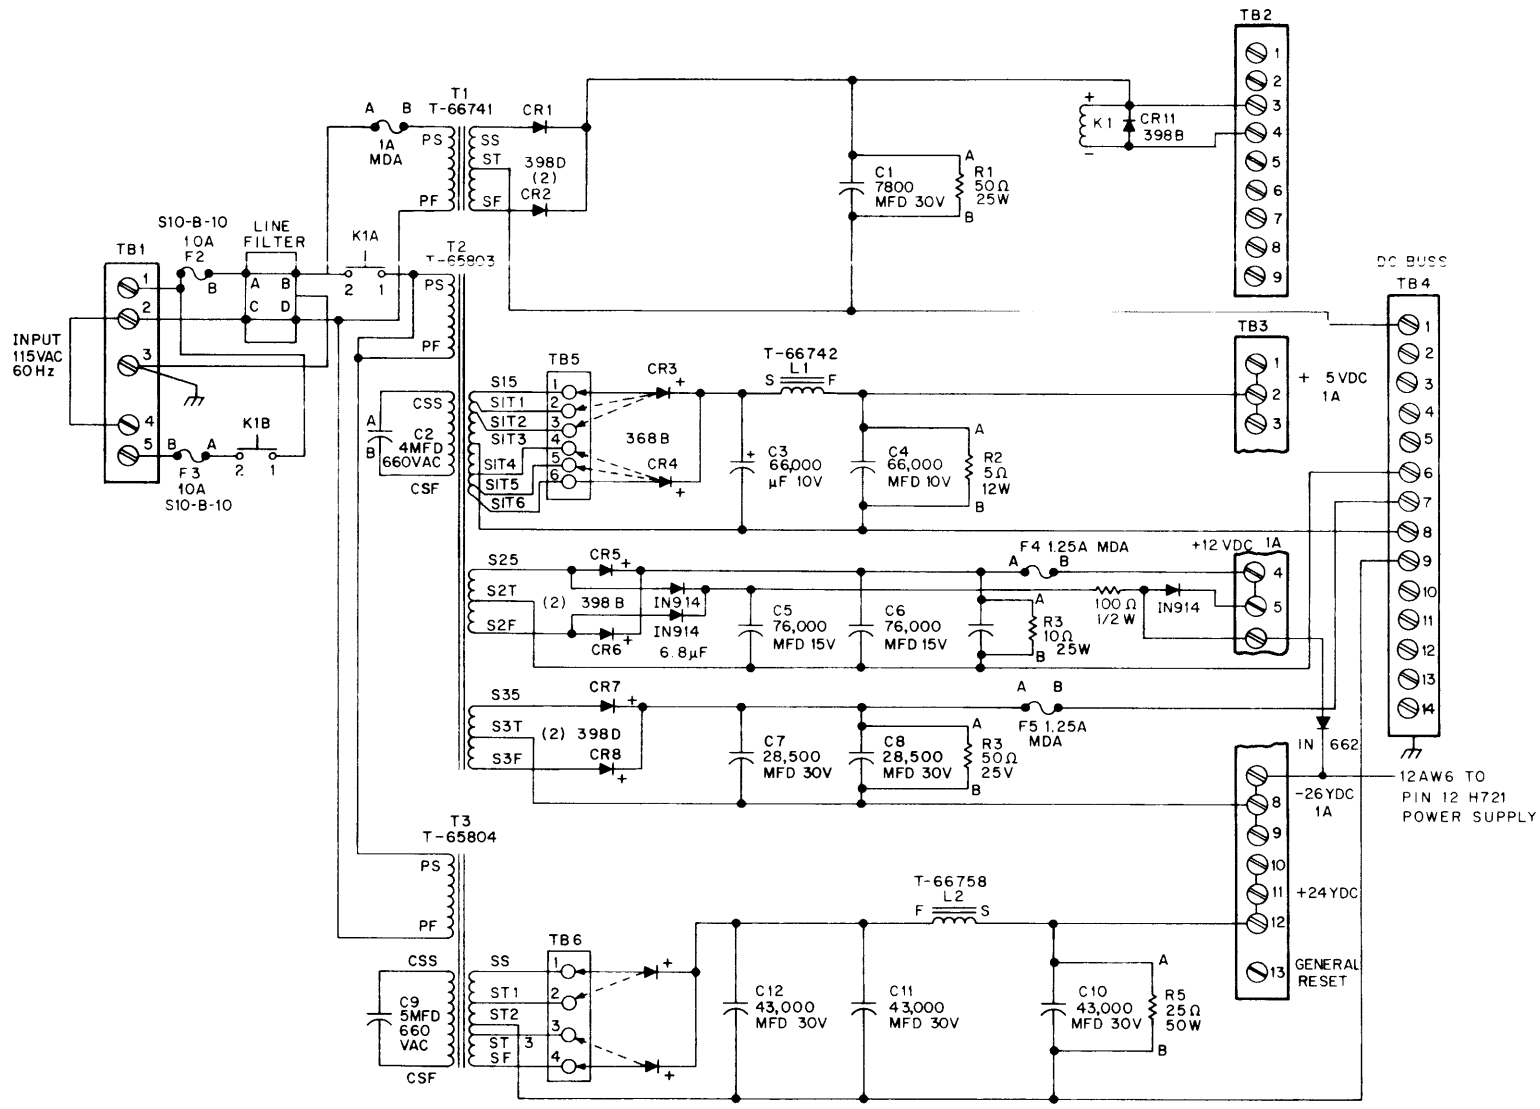 TB2
1
2
3
4
5
6
7
8
9
T1
T-66741
A B
1A
MDA
PS
PF
SS
ST
SF
CR1
398D
(2)
CR2
C1
7800
MFD 30V
A
R1
50Ω
25W
B
+
K1
-
CR11
398B
S10-B-10
10A
F2
B
LINE
FILTER
A B
C D
K1A
2 1
TB1
1
2
3
4
5
INPUT
115VAC
60Hz
B A
F3
10A
S10-B-10
K1B
2 1
T2
T-65803
PS
PF
CSS
A
B
C2
4MFD
660VAC
CSF
S15
SIT1
SIT2
SIT3
SIT4
SIT5
SIT6
TB5
1
2
3
4
5
6
CR3
+
368B
CR4
+
T-66742
L1
S F
+
C3
66,000
µF 10V
C4
66,000
MFD 10V
A
R2
5Ω
12W
B
TB3
1
2
3
+ 5VDC
1A
DC BUSS
TB4
1
2
3
4
5
6
7
8
9
10
11
12
13
14
S25
S2T
S2F
CR5
+
(2) 398B
IN914
IN914
CR6
+
6.8µF
C5
76,000
MFD 15V
C6
76,000
MFD 15V
A
R3
10Ω
25W
B
F4 1.25A MDA
A B
100Ω
1/2W
IN914
+12VDC 1A
4
5
S35
S3T
S3F
CR7
+
(2) 398D
CR8
+
C7
28,500
MFD 30V
C8
28,500
MFD 30V
A
R3
50Ω
25V
B
A B
F5 1.25A
MDA
IN 662
12AW6 TO
PIN 12 H721
POWER SUPPLY
-26YDC
1A
8
9
10
11
+24YDC
12
13
GENERAL
RESET
T3
T-65804
PS
PF
CSS
C9
5MFD
660
VAC
CSF
SS
ST1
ST2
ST 3
SF
TB6
1
2
3
4
+
+
T-66758
L2
F S
C12
43,000
MFD 30V
C11
43,000
MFD 30V
C10
43,000
MFD 30V
A
R5
25Ω
50W
B